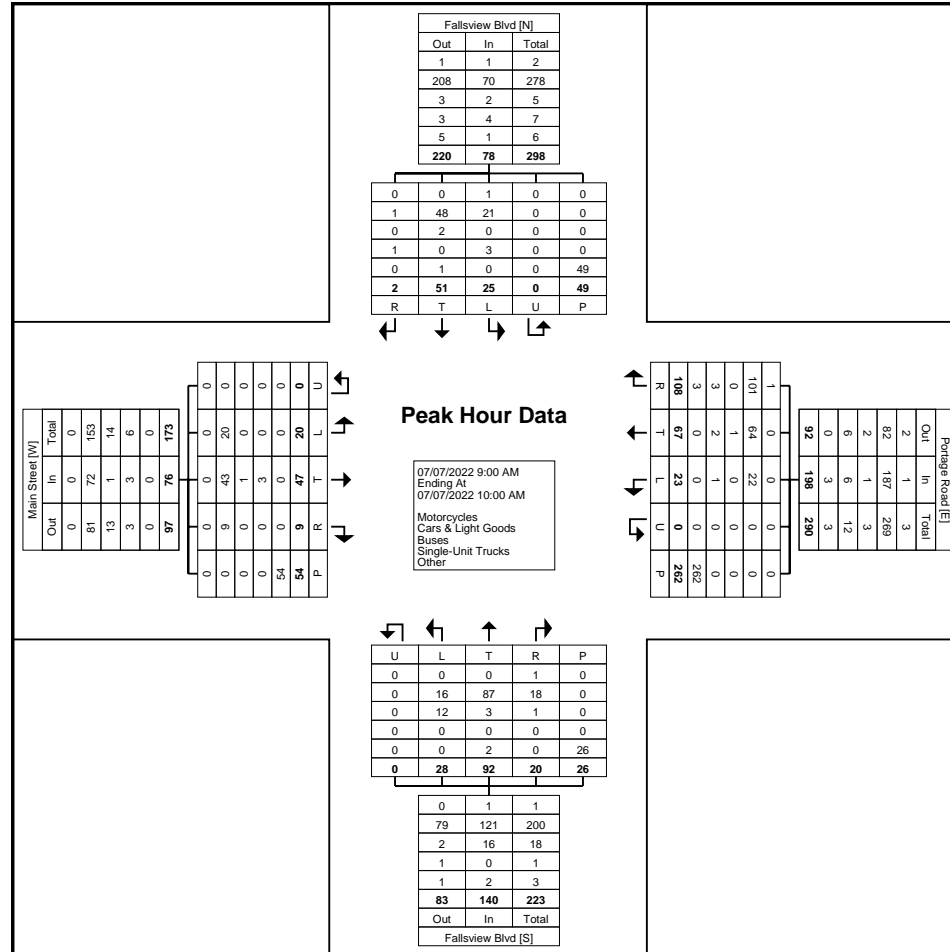 Fallsview Blvd [N]
Out In Total
1 1 2
208 70 278
3 2 5
3 4 7
5 1 6
220 78 298
0 0 1 0 0
1 48 21 0 0
0 2 0 0 0
1 0 3 0 0
0 1 0 0 49
2 51 25 0 49
R T L U P
Main Street [W]
Out In Total
0 0 0
81 72 153
13 1 14
3 3 6
0 0 0
97 76 173
0 0 0 0 0
0 9 43 20 0
0 0 1 0 0
0 0 3 0 0
54 0 0 0 0
54 9 47 20 0
P R T L U
Peak Hour Data
07/07/2022 9:00 AM
Ending At
07/07/2022 10:00 AM
Motorcycles
Cars & Light Goods
Buses
Single-Unit Trucks
Other
Portage Road [E]
Out In Total
2 1 3
82 187 269
2 1 3
6 6 12
0 3 3
92 198 290
1 0 0 0 0
101 64 22 0 0
0 1 0 0 0
3 2 1 0 0
3 0 0 0 262
108 67 23 0 262
R T L U P
U L T R P
0 0 0 1 0
0 16 87 18 0
0 12 3 1 0
0 0 0 0 0
0 0 2 0 26
0 28 92 20 26
0 1 1
79 121 200
2 16 18
1 0 1
1 2 3
83 140 223
Out In Total
Fallsview Blvd [S]